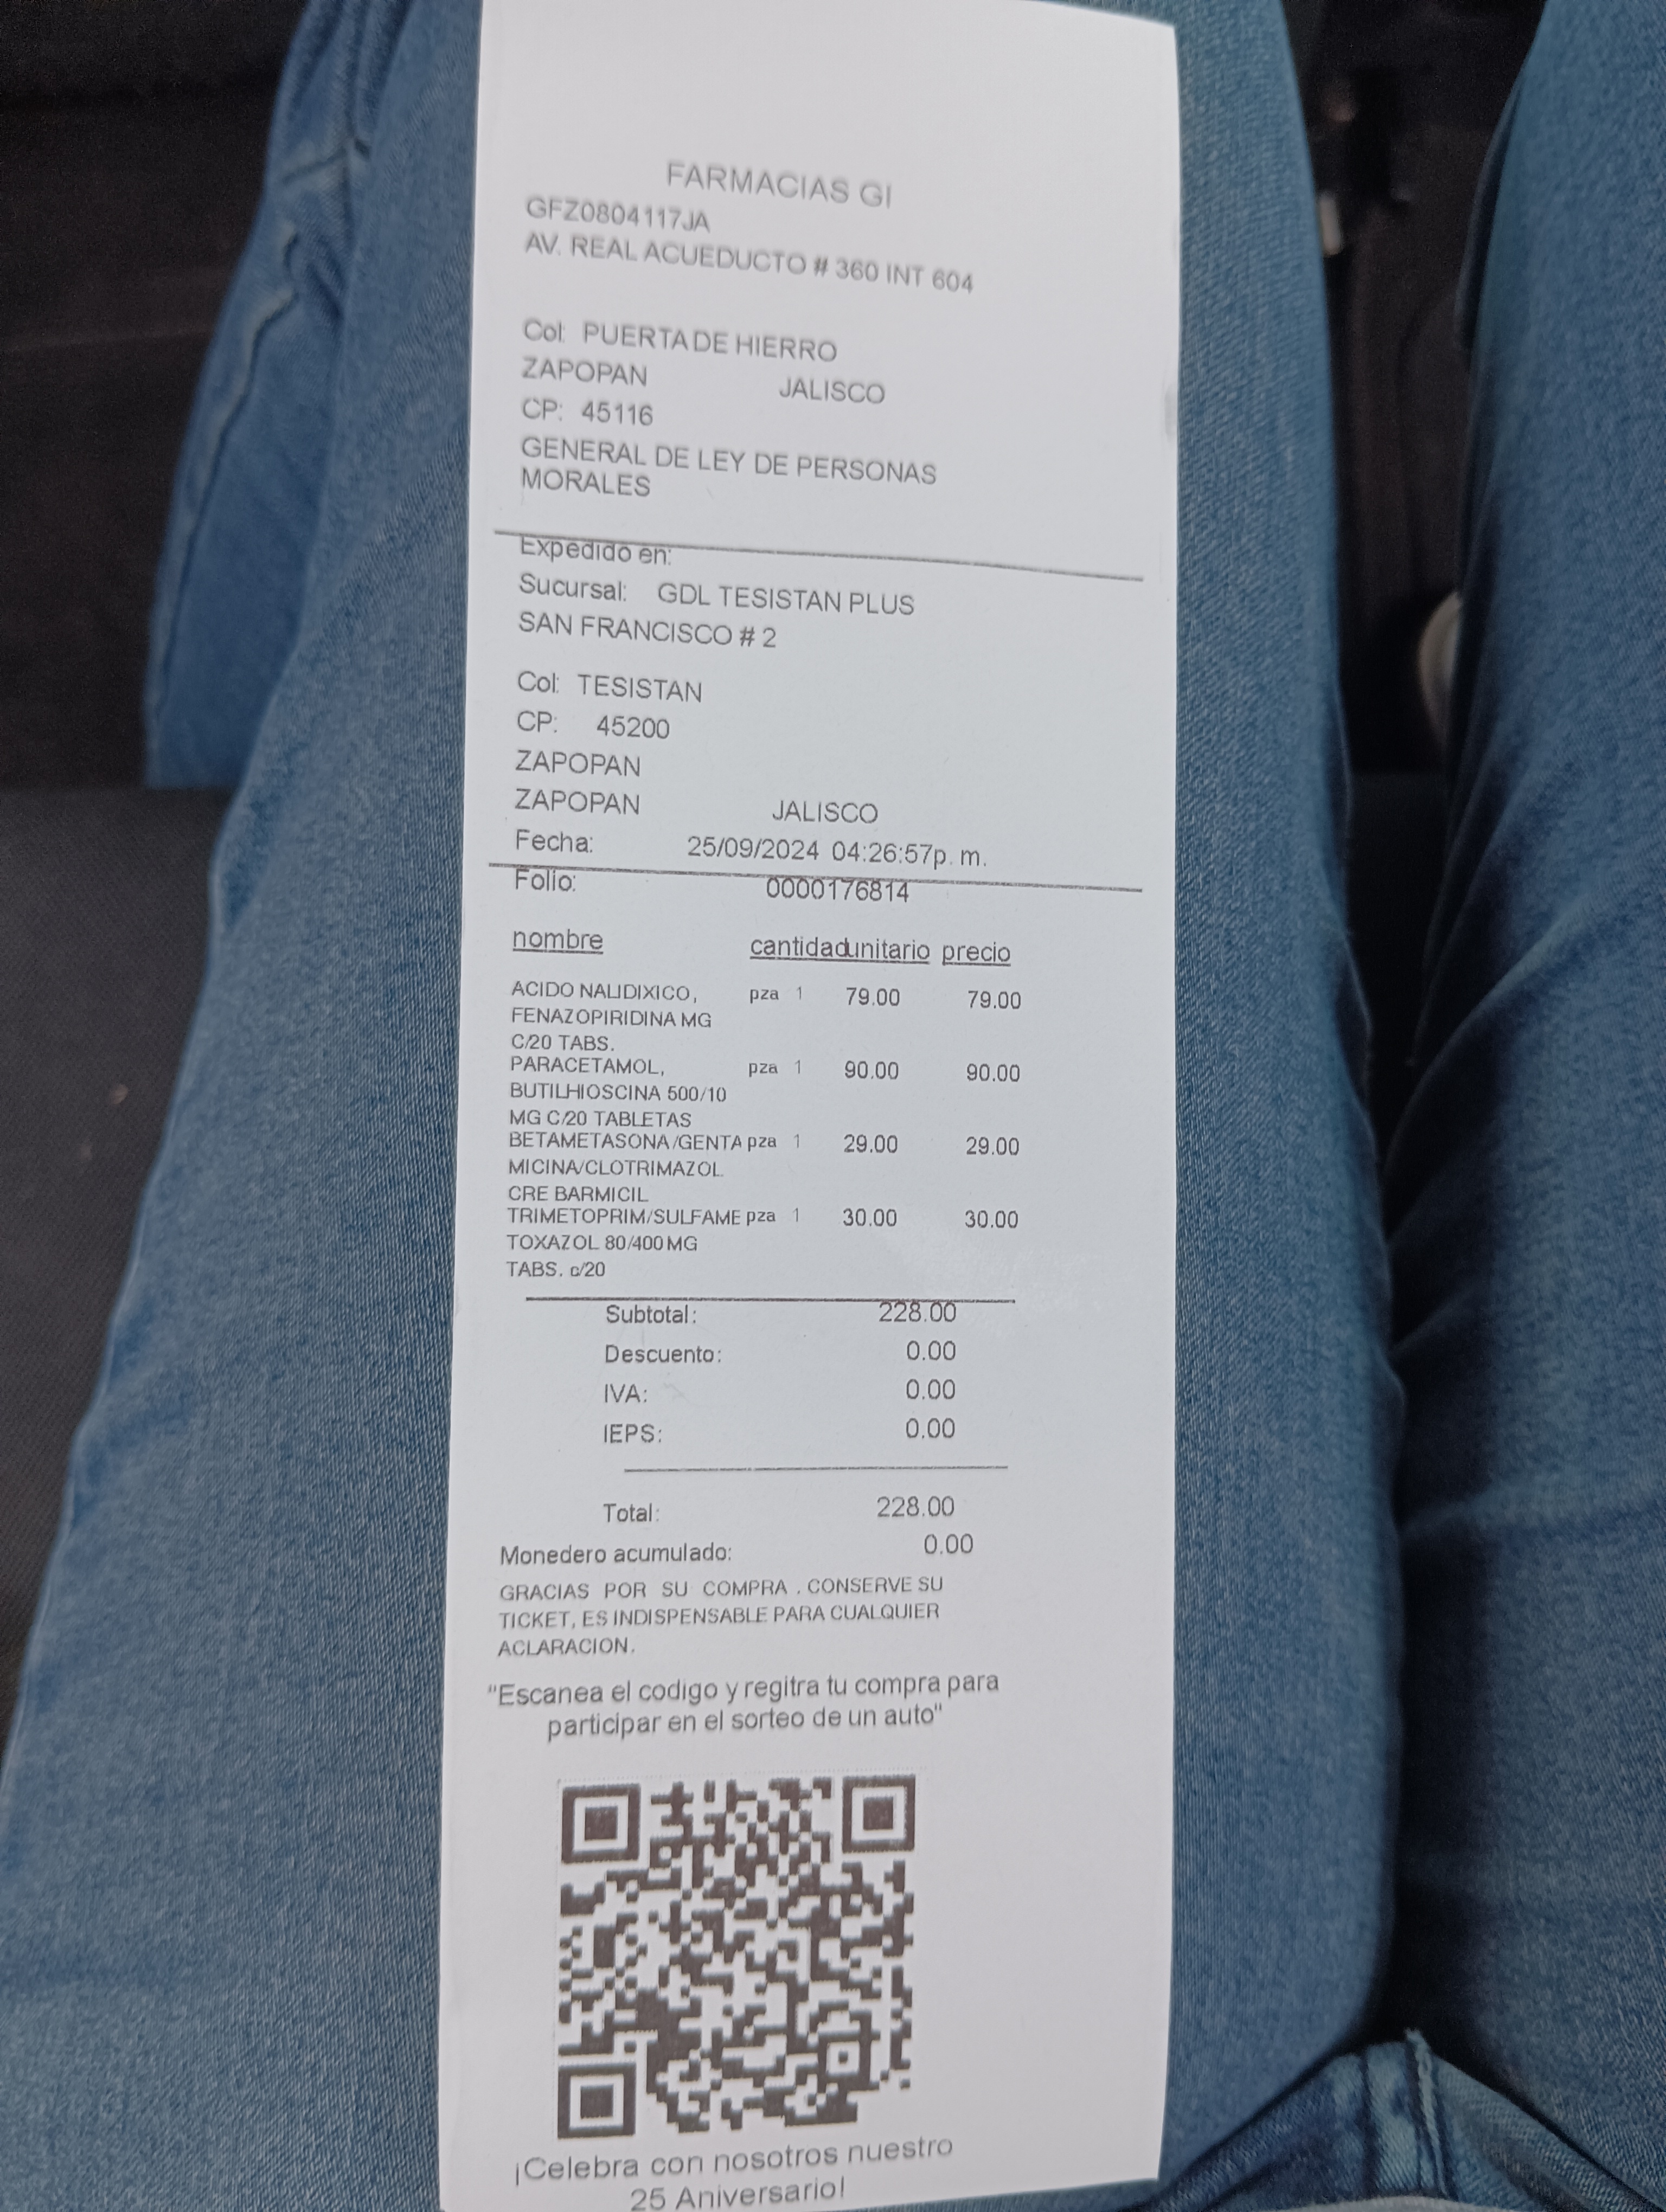 FARMACIAS GI
GFZ0804117JA
AV. REAL ACUEDUCTO # 360 INT 604
Col: PUERTA DE HIERRO
ZAPOPAN JALISCO
CP: 45116
GENERAL DE LEY DE PERSONAS
MORALES
Expedido en:
Sucursal: GDL TESISTAN PLUS
SAN FRANCISCO # 2
Col: TESISTAN
CP: 45200
ZAPOPAN
ZAPOPAN JALISCO
Fecha: 25/09/2024 04:26:57p. m.
Folio: 0000176814
nombre cantidad unitario precio
ACIDO NALIDIXICO, pza 1 79.00 79.00
FENAZOPIRIDINA MG
C/20 TABS.
PARACETAMOL, pza 1 90.00 90.00
BUTILHIOSCINA 500/10
MG C/20 TABLETAS
BETAMETASONA/GENTA pza 1 29.00 29.00
MICINA/CLOTRIMAZOL
CRE BARMICIL
TRIMETOPRIM/SULFAME pza 1 30.00 30.00
TOXAZOL 80/400 MG
TABS. c/20
Subtotal: 228.00
Descuento: 0.00
IVA: 0.00
IEPS: 0.00
Total: 228.00
Monedero acumulado: 0.00
GRACIAS POR SU COMPRA . CONSERVE SU
TICKET, ES INDISPENSABLE PARA CUALQUIER
ACLARACION.
"Escanea el codigo y regitra tu compra para
participar en el sorteo de un auto"
¡Celebra con nosotros nuestro
25 Aniversario!